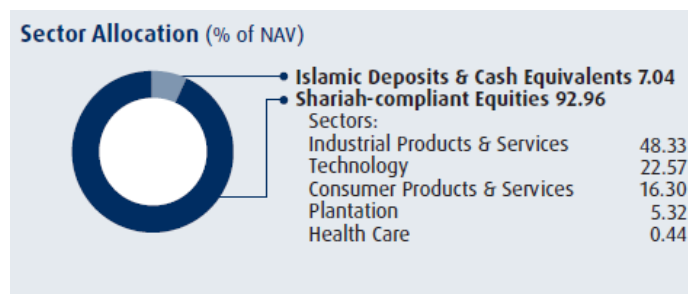 Sector Allocation (% of NAV)
Islamic Deposits & Cash Equivalents 7.04
Shariah-compliant Equities 92.96
Sectors:
Industrial Products & Services 48.33
Technology 22.57
Consumer Products & Services 16.30
Plantation 5.32
Health Care 0.44